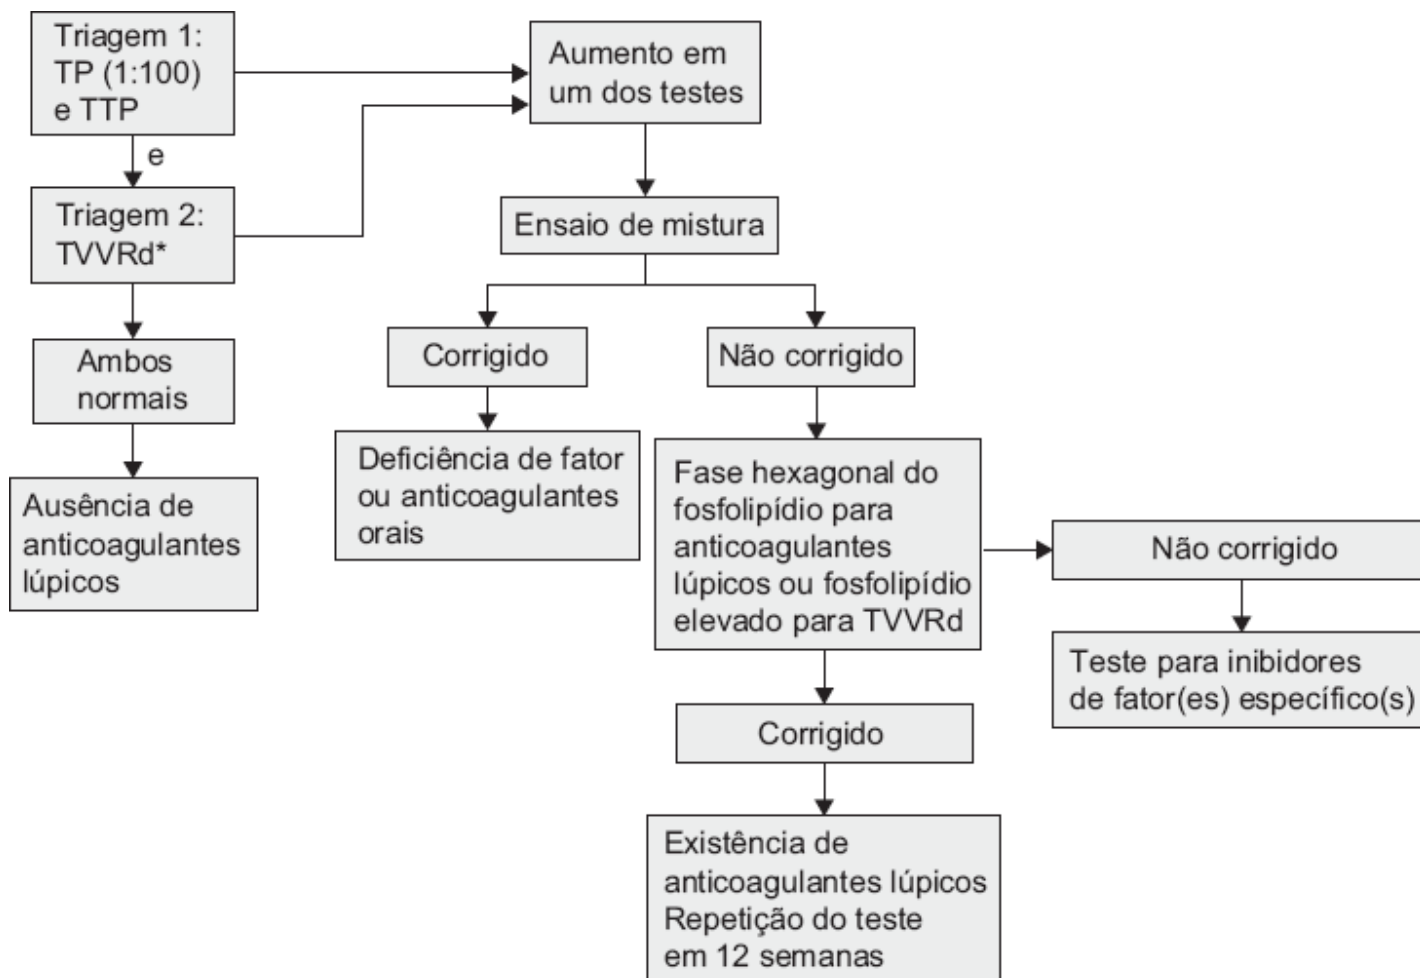 Triagem 1:
TP (1:100)
e TTP
e
Triagem 2:
TVVRd*
Ambos
normais
Ausência de
anticoagulantes
lúpicos
Aumento em
um dos testes
Ensaio de mistura
Corrigido
Deficiência de fator
ou anticoagulantes
orais
Não corrigido
Fase hexagonal do
fosfolipídio para
anticoagulantes
lúpicos ou fosfolipídio
elevado para TVVRd
Não corrigido
Teste para inibidores
de fator(es) específico(s)
Corrigido
Existência de
anticoagulantes lúpicos
Repetição do teste
em 12 semanas